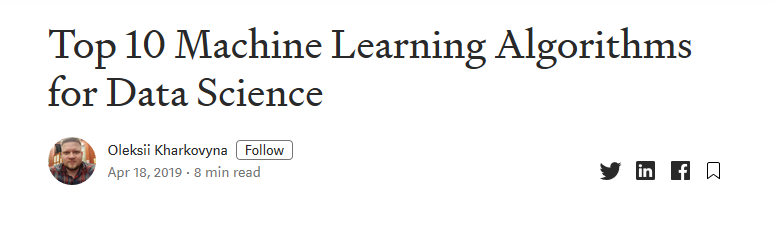 Top 10 Machine Learning Algorithms
for Data Science
Oleksii Kharkovyna Follow
Apr 18, 2019 · 8 min read